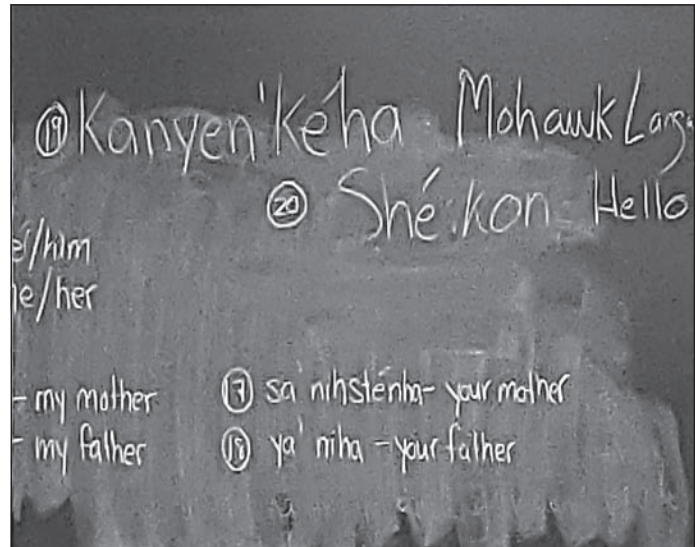 ⑲ Kanyen'kéha Mohawk Lang.
⑳ Shé:kon Hello
e/him
e/her
- my mother ⑰ sa'nihsténha- your mother
- my father ⑱ ya'niha - your father